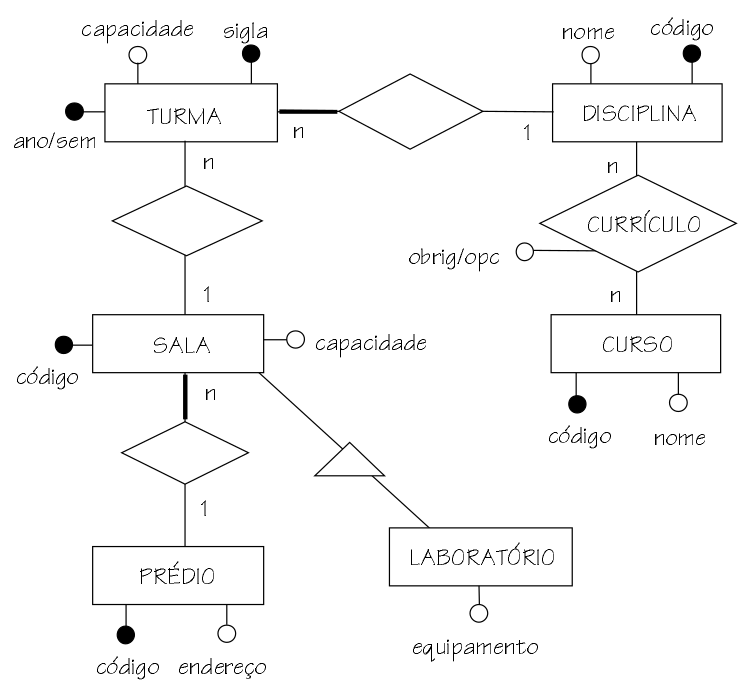 capacidade
sigla
nome
código
TURMA
DISCIPLINA
ano/sem
n
1
n
n
CURRÍCULO
obrig/opc
1
n
SALA
capacidade
CURSO
código
n
código
nome
1
LABORATÓRIO
PRÉDIO
equipamento
código
endereço